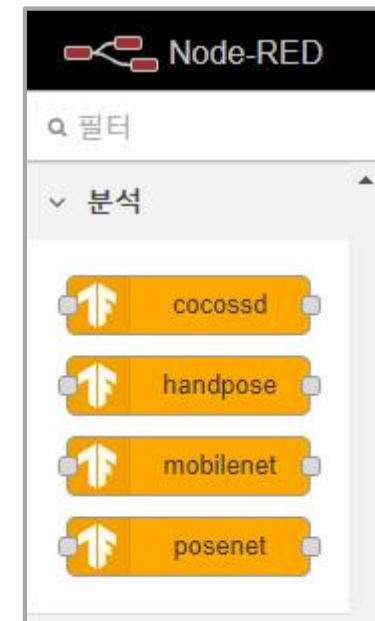 Node-RED
필터
분석
cocossd
handpose
mobilenet
posenet